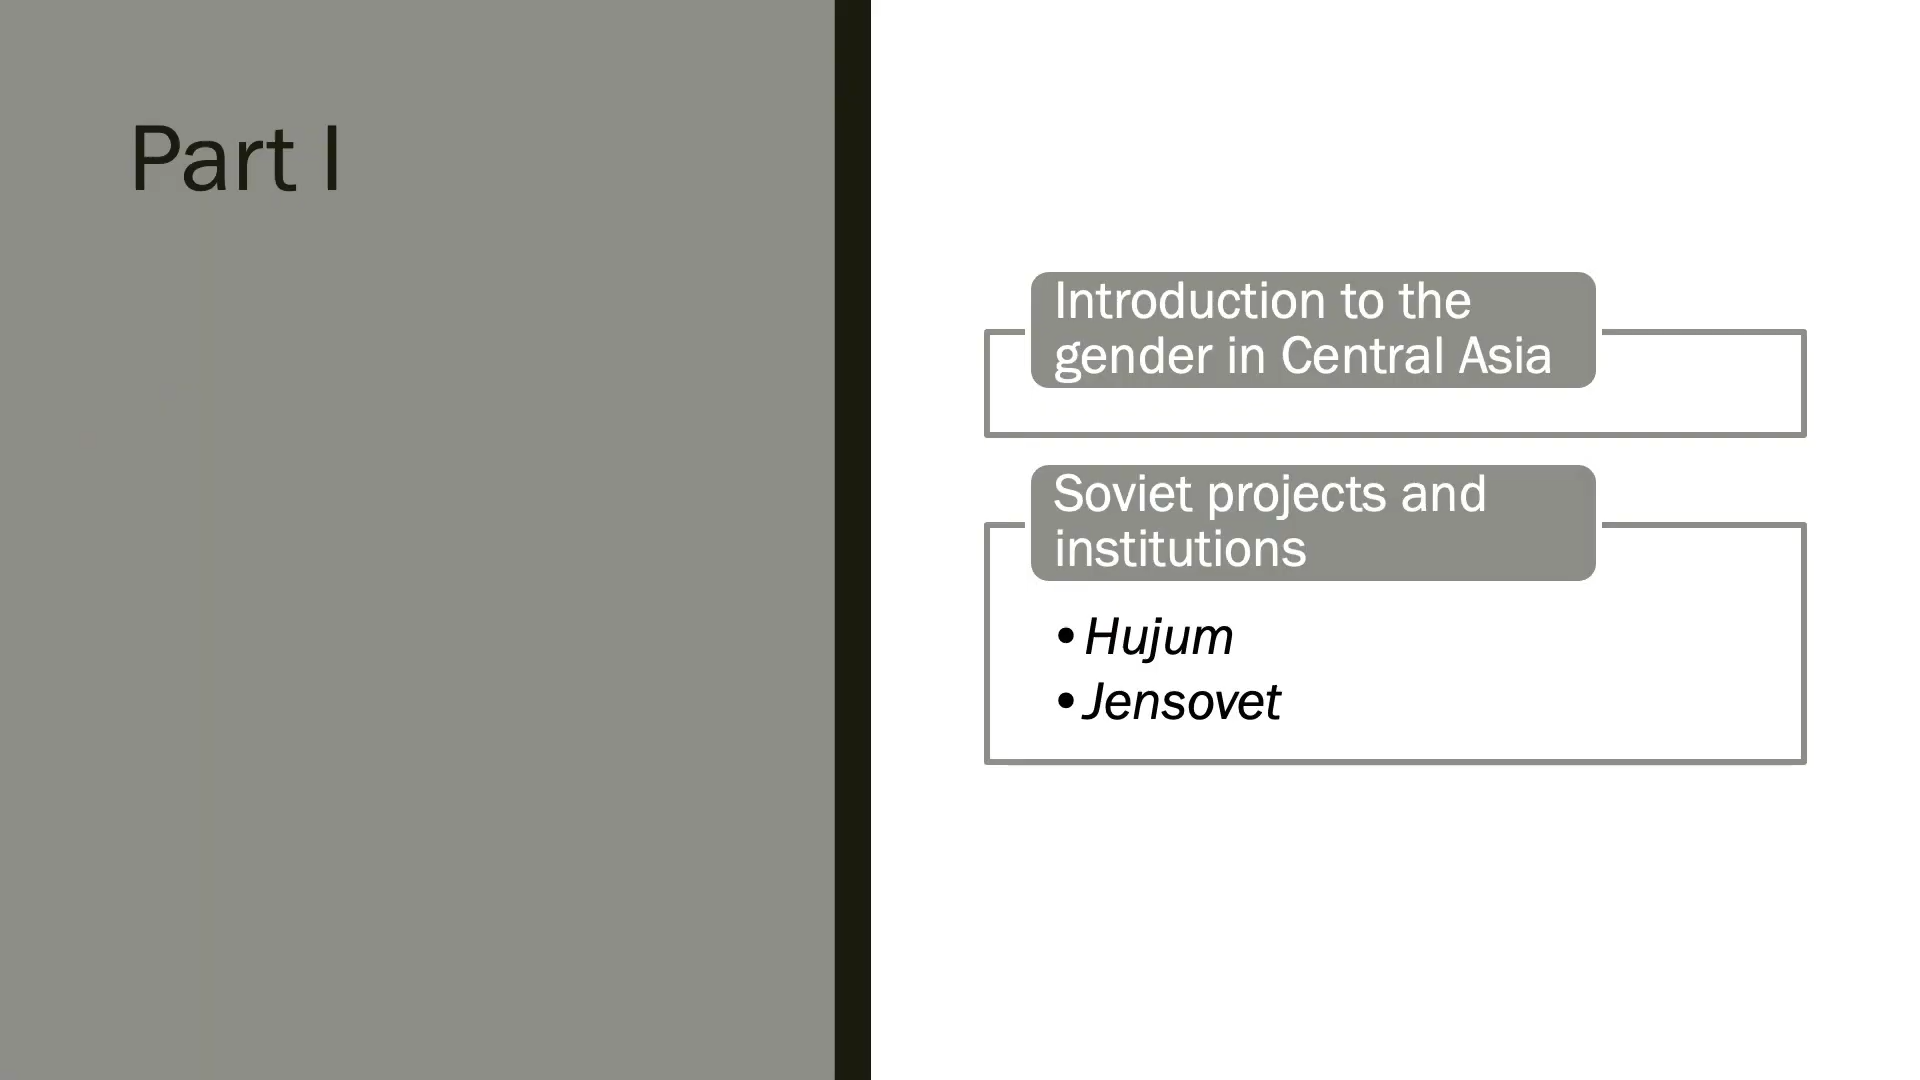 Part I
Introduction to the
gender in Central Asia
Soviet projects and
institutions
• Hujum
• Jensovet